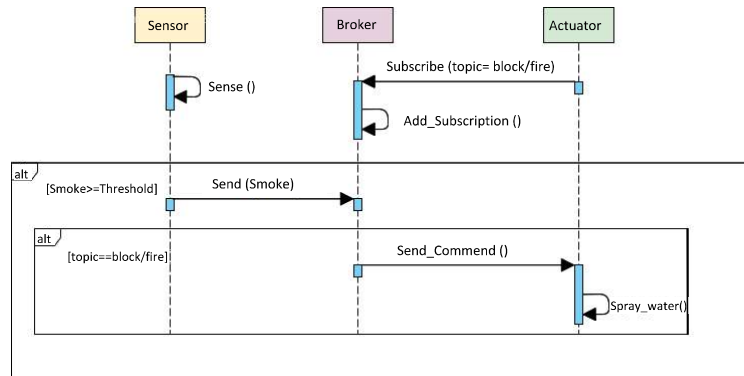 Sensor
Broker
Actuator
Subscribe (topic= block/fire)
Sense ()
Add_Subscription ()
alt
[Smoke>=Threshold]
Send (Smoke)
alt
[topic==block/fire]
Send_Commend ()
Spray_water()